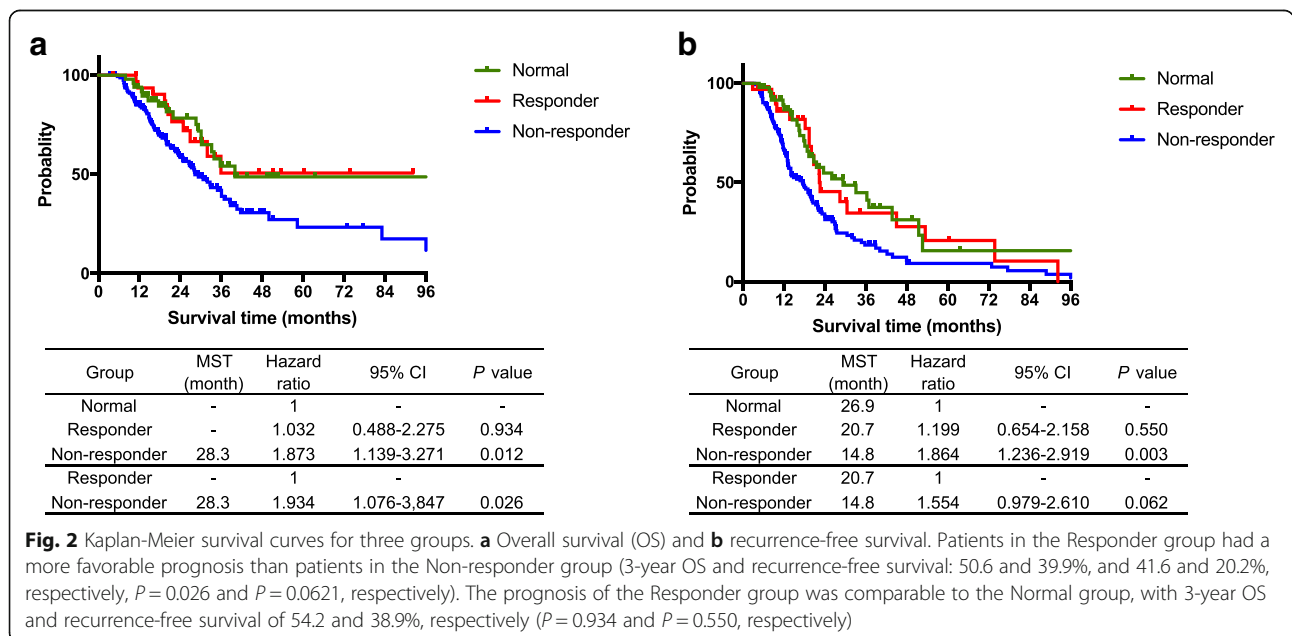 a
Normal
Responder
Non-responder
100
50
0
Probablity
0 12 24 36 48 60 72 84 96
Survival time (months)
Group MST (month) Hazard ratio 95% CI P value
Normal - 1 - -
Responder - 1.032 0.488-2.275 0.934
Non-responder 28.3 1.873 1.139-3.271 0.012
Responder - 1 -
Non-responder 28.3 1.934 1.076-3,847 0.026
b
Normal
Responder
Non-responder
100
50
0
Probablity
0 12 24 36 48 60 72 84 96
Survival time (months)
Group MST (month) Hazard ratio 95% CI P value
Normal 26.9 1 - -
Responder 20.7 1.199 0.654-2.158 0.550
Non-responder 14.8 1.864 1.236-2.919 0.003
Responder 20.7 1 -
Non-responder 14.8 1.554 0.979-2.610 0.062
Fig. 2 Kaplan-Meier survival curves for three groups. a Overall survival (OS) and b recurrence-free survival. Patients in the Responder group had a
more favorable prognosis than patients in the Non-responder group (3-year OS and recurrence-free survival: 50.6 and 39.9%, and 41.6 and 20.2%,
respectively, P = 0.026 and P = 0.0621, respectively). The prognosis of the Responder group was comparable to the Normal group, with 3-year OS
and recurrence-free survival of 54.2 and 38.9%, respectively (P = 0.934 and P = 0.550, respectively)